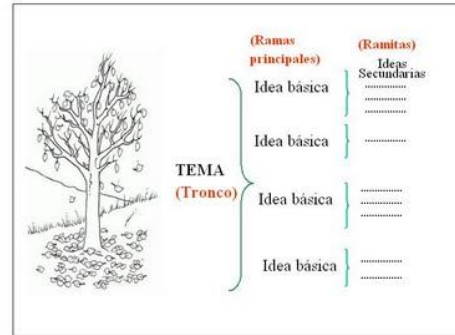 (Ramas
principales)
(Ramitas)
Ideas
Secundarias
Idea básica
Idea básica
TEMA
(Tronco)
Idea básica
Idea básica